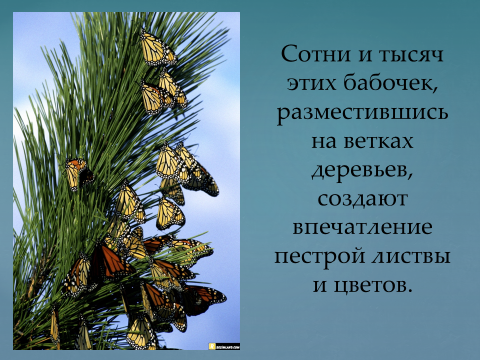 Сотни и тысяч
этих бабочек,
разместившись
на ветках
деревьев,
создают
впечатление
пестрой листвы
и цветов.